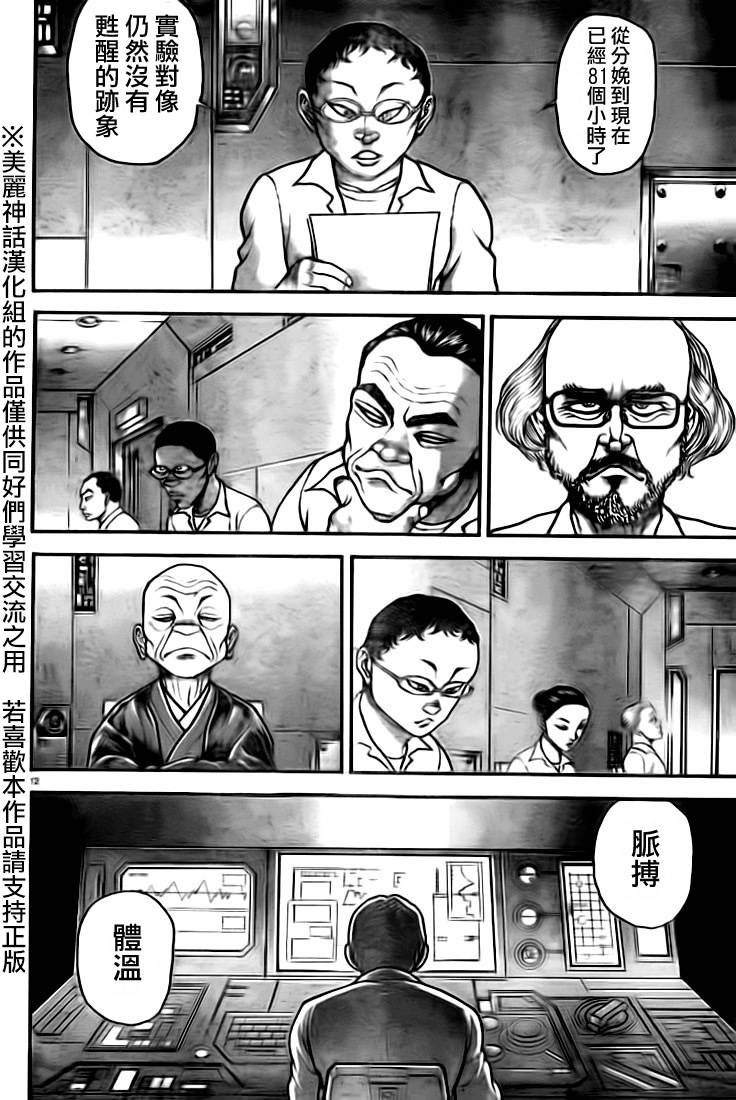 從分娩到現在
已經81個小時了
實驗對像
仍然沒有
甦醒的跡象
12
脈搏
體溫
※美麗神話漢化組的作品僅供同好們學習交流之用　若喜歡本作品請支持正版